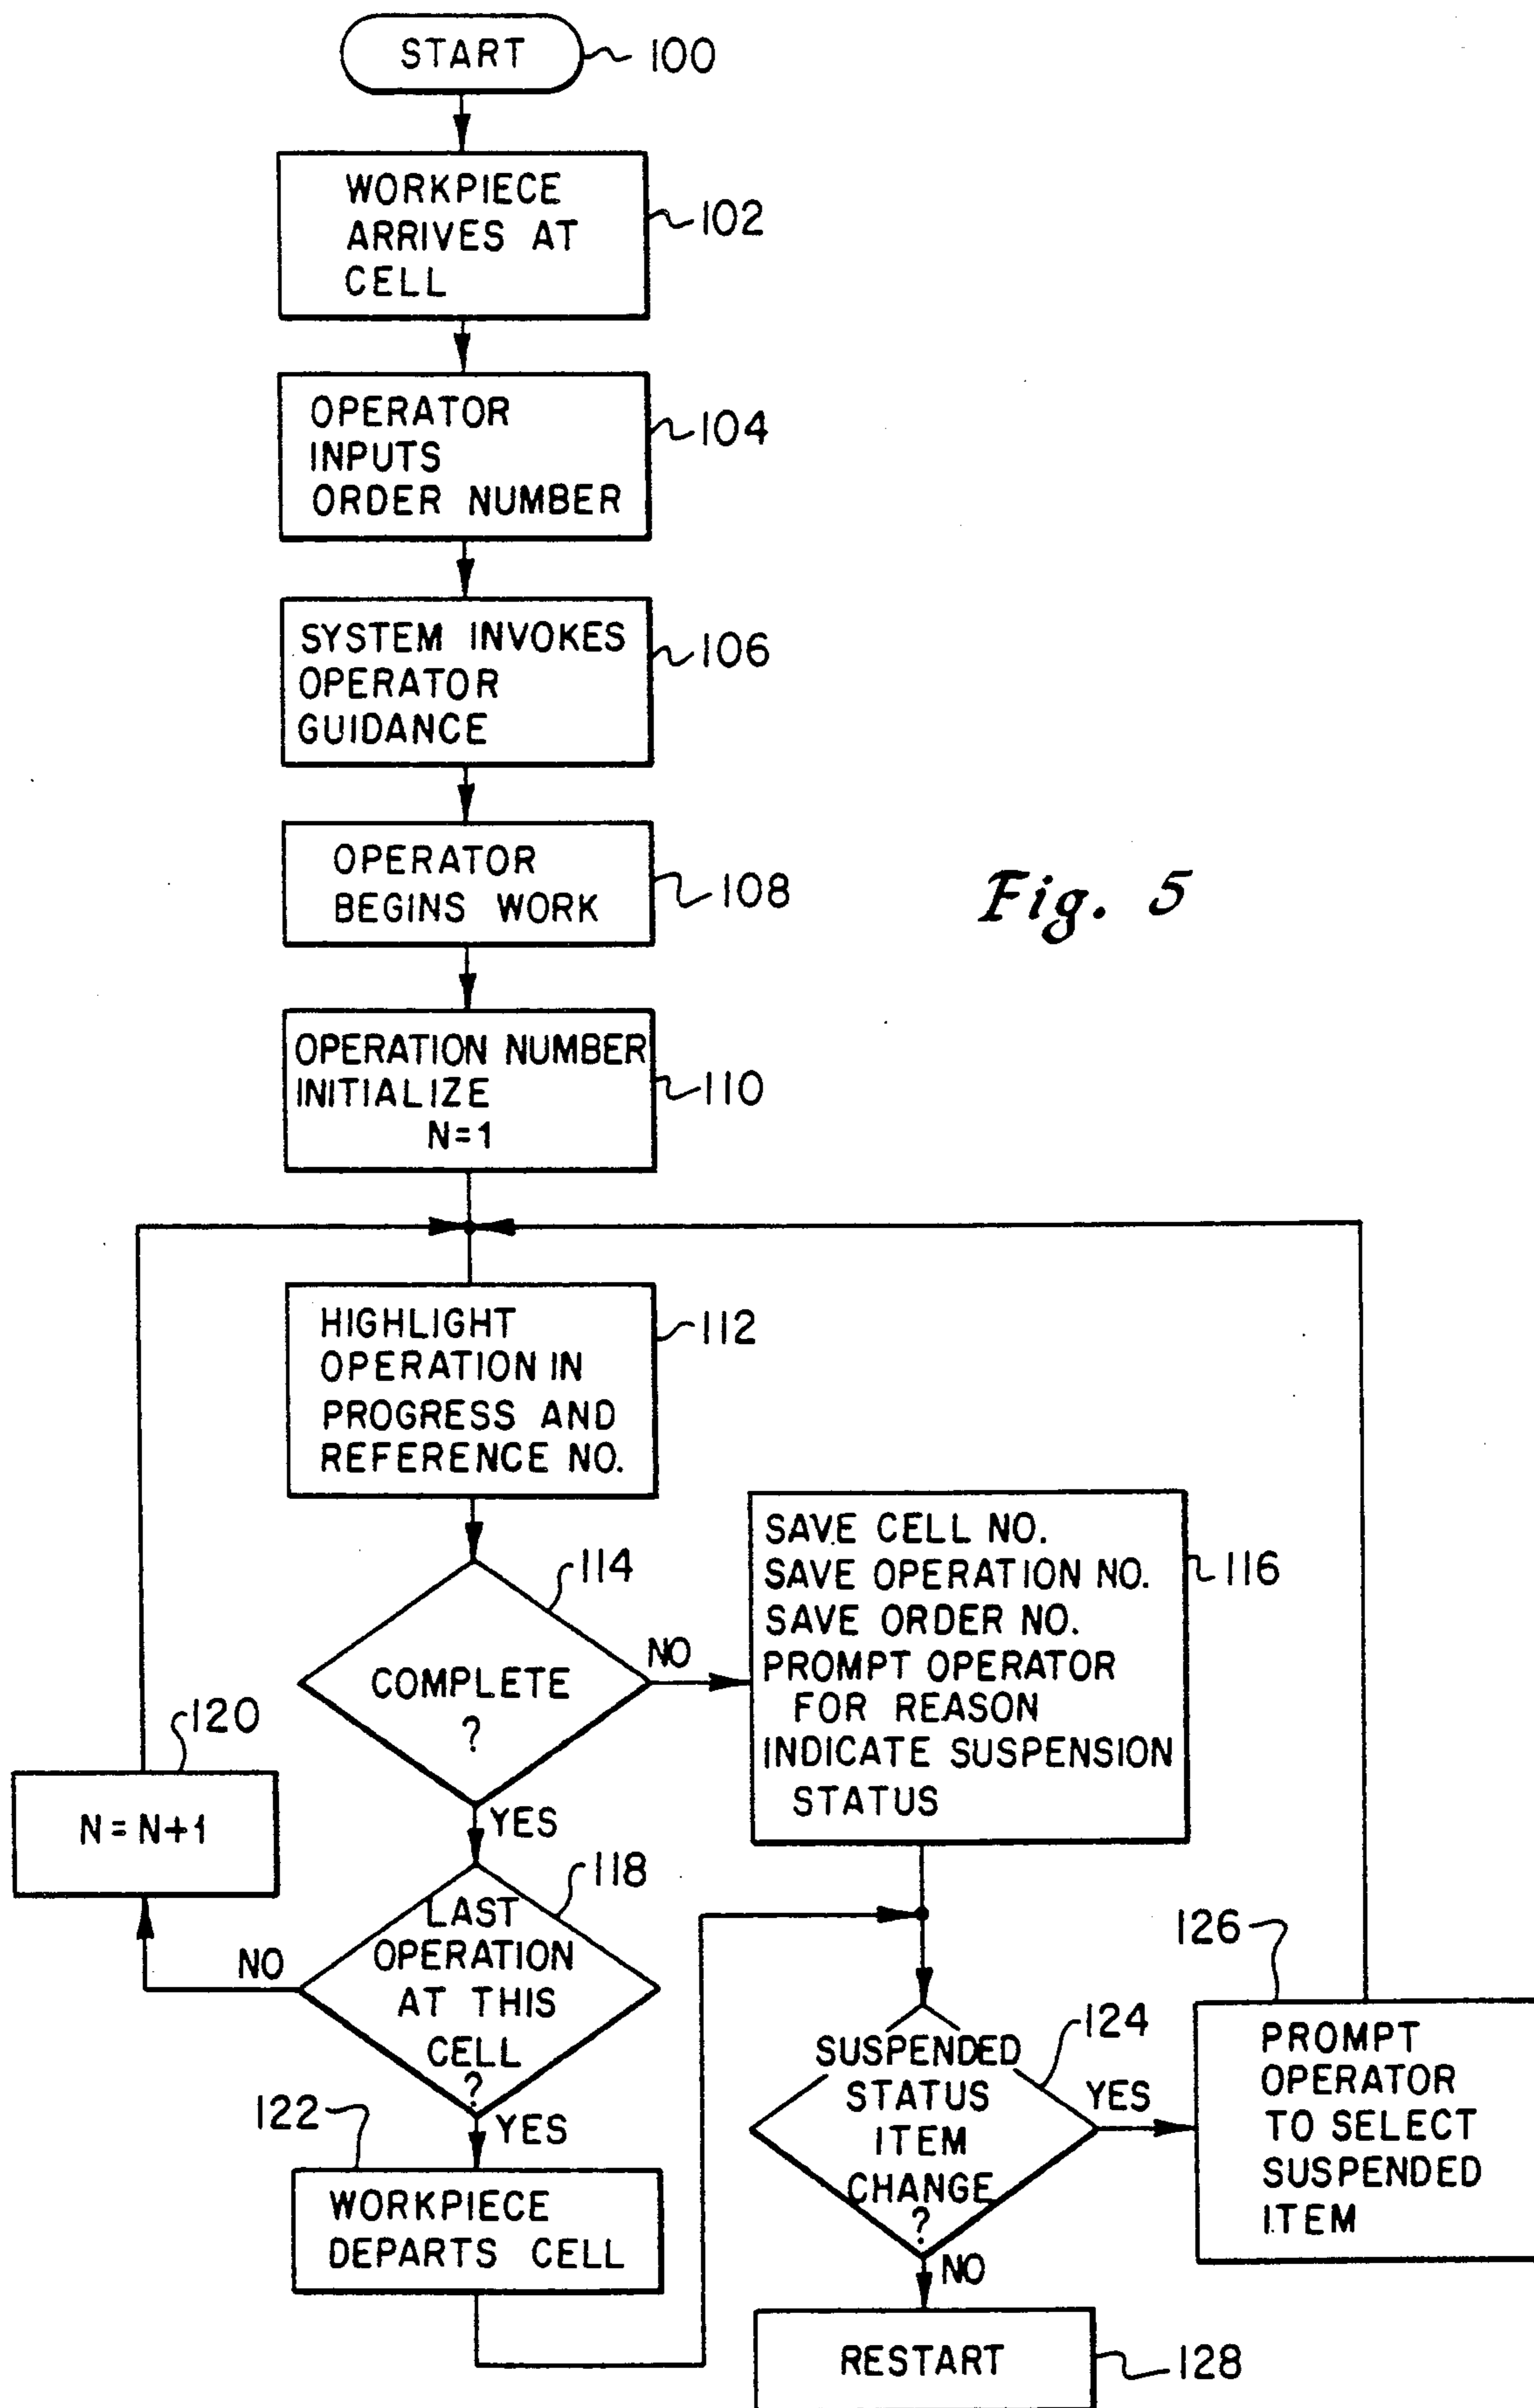 START
100
WORKPIECE
ARRIVES AT
CELL
102
OPERATOR
INPUTS
ORDER NUMBER
104
SYSTEM INVOKES
OPERATOR
GUIDANCE
106
OPERATOR
BEGINS WORK
108
Fig. 5
OPERATION NUMBER
INITIALIZE
N=1
110
HIGHLIGHT
OPERATION IN
PROGRESS AND
REFERENCE NO.
112
COMPLETE
?
114
NO
YES
SAVE CELL NO.
SAVE OPERATION NO.
SAVE ORDER NO.
PROMPT OPERATOR
FOR REASON
INDICATE SUSPENSION
STATUS
116
120
N=N+1
LAST
OPERATION
AT THIS
CELL
?
118
NO
YES
122
WORKPIECE
DEPARTS CELL
SUSPENDED
STATUS
ITEM
CHANGE
?
124
YES
NO
126
PROMPT
OPERATOR
TO SELECT
SUSPENDED
ITEM
RESTART
128